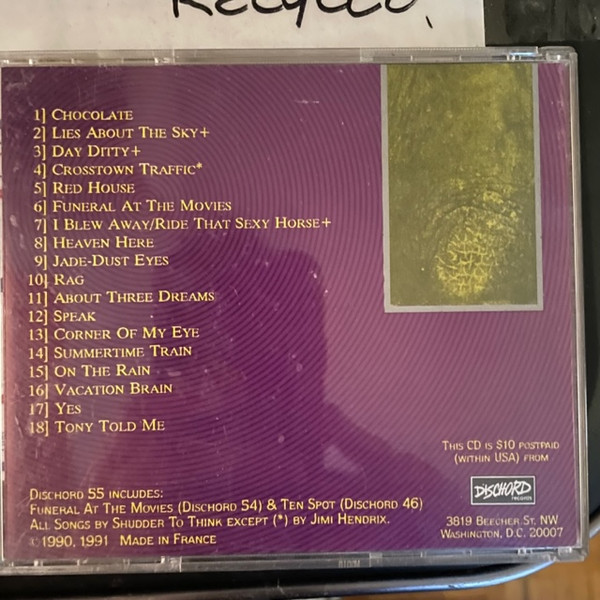 RECYCLED.
1] CHOCOLATE
2] LIES ABOUT THE SKY+
3] DAY DITTY+
4] CROSSTOWN TRAFFIC*
5] RED HOUSE
6] FUNERAL AT THE MOVIES
7] I BLEW AWAY/RIDE THAT SEXY HORSE+
8] HEAVEN HERE
9] JADE-DUST EYES
10] RAG
11] ABOUT THREE DREAMS
12] SPEAK
13] CORNER OF MY EYE
14] SUMMERTIME TRAIN
15] ON THE RAIN
16] VACATION BRAIN
17] YES
18] TONY TOLD ME
THIS CD IS $10 POSTPAID
(WITHIN USA) FROM
DISCHORD
RECORDS
3819 BEECHER ST. NW
WASHINGTON, D.C. 20007
DISCHORD 55 INCLUDES:
FUNERAL AT THE MOVIES (DISCHORD 54) & TEN SPOT (DISCHORD 46)
ALL SONGS BY SHUDDER TO THINK EXCEPT (*) BY JIMI HENDRIX.
©1990, 1991 MADE IN FRANCE